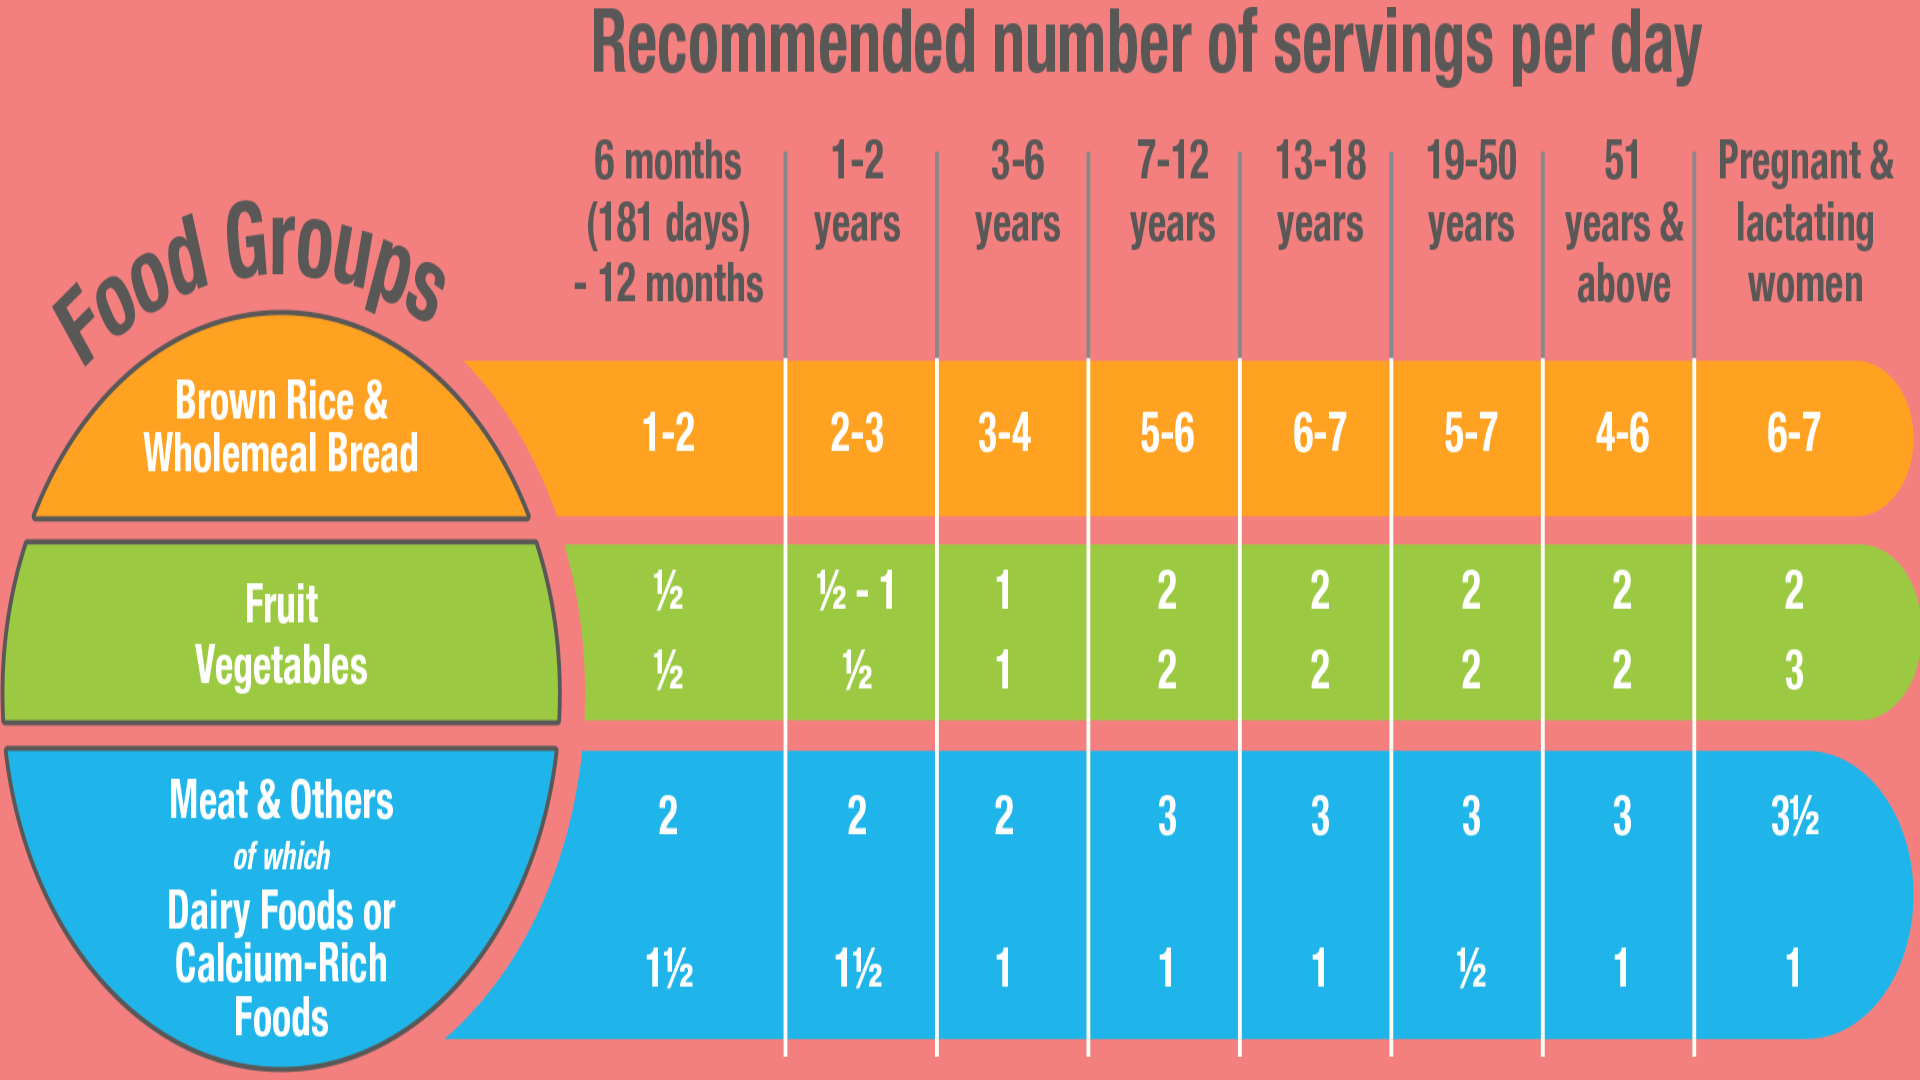 Recommended number of servings per day
6 months (181 days) - 12 months
1-2 years
3-6 years
7-12 years
13-18 years
19-50 years
51 years & above
Pregnant & lactating women
Food Groups
Brown Rice &
Wholemeal Bread
1-2 2-3 3-4 5-6 6-7 5-7 4-6 6-7
Fruit
½ ½ - 1 1 2 2 2 2 2
Vegetables
½ ½ 1 2 2 2 2 3
Meat & Others
2 2 2 3 3 3 3 3½
of which
Dairy Foods or
Calcium-Rich
Foods
1½ 1½ 1 1 1 ½ 1 1